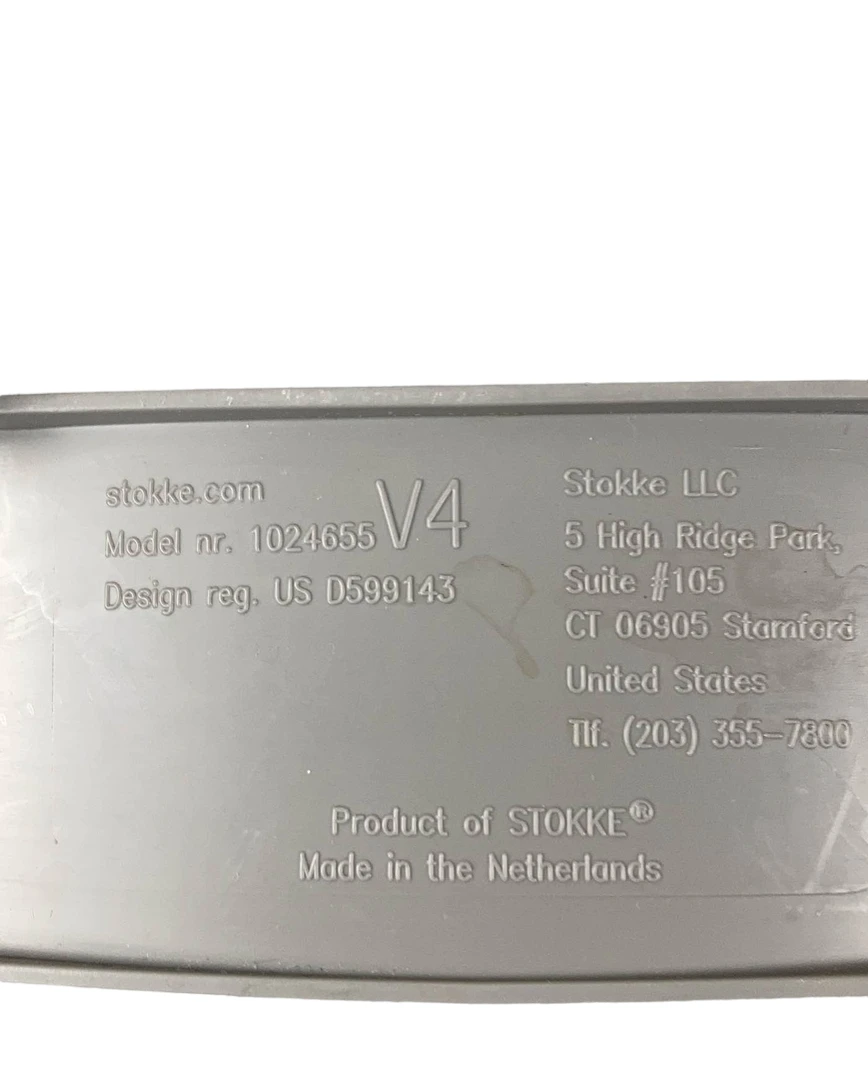 stokke.com
Model nr. 1024655 V4
Design reg. US D599143
Stokke LLC
5 High Ridge Park,
Suite #105
CT 06905 Stamford
United States
Tlf. (203) 355-7800
Product of STOKKE®
Made in the Netherlands